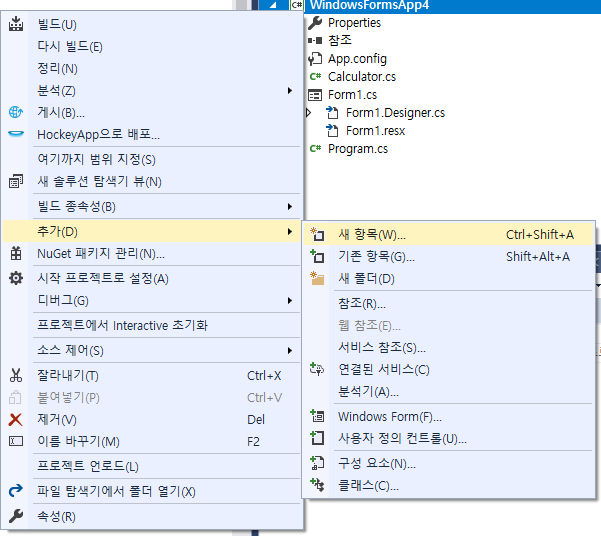 WindowsFormsApp4
Properties
참조
App.config
Calculator.cs
Form1.cs
Form1.Designer.cs
Form1.resx
Program.cs
빌드(U)
다시 빌드(E)
정리(N)
분석(Z)
게시(B)...
HockeyApp으로 배포...
여기까지 범위 지정(S)
새 솔루션 탐색기 뷰(N)
빌드 종속성(B)
추가(D)
NuGet 패키지 관리(N)...
시작 프로젝트로 설정(A)
디버그(G)
프로젝트에서 Interactive 초기화
소스 제어(S)
잘라내기(T) Ctrl+X
붙여넣기(P) Ctrl+V
제거(V) Del
이름 바꾸기(M) F2
프로젝트 언로드(L)
파일 탐색기에서 폴더 열기(X)
속성(R)
새 항목(W)... Ctrl+Shift+A
기존 항목(G)... Shift+Alt+A
새 폴더(D)
참조(R)...
웹 참조(E)...
서비스 참조(S)...
연결된 서비스(C)
분석기(A)...
Windows Form(F)...
사용자 정의 컨트롤(U)...
구성 요소(N)...
클래스(C)...